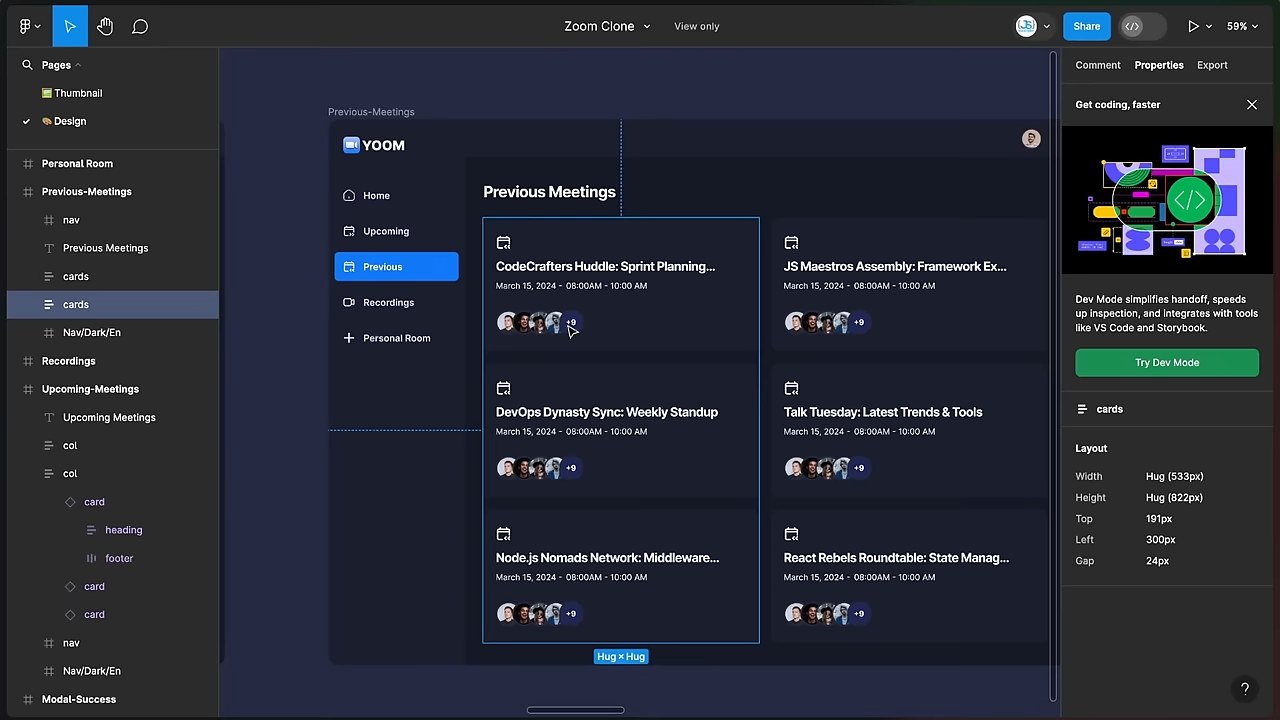 Zoom Clone
View only
JS
Share
59%
Pages
Thumbnail
Design
Personal Room
Previous-Meetings
nav
Previous Meetings
cards
cards
Nav/Dark/En
Recordings
Upcoming-Meetings
Upcoming Meetings
col
col
card
heading
footer
card
card
nav
Nav/Dark/En
Modal-Success
Previous-Meetings
YOOM
Home
Upcoming
Previous
Recordings
Personal Room
Previous Meetings
CodeCrafters Huddle: Sprint Planning...
March 15, 2024 - 08:00AM - 10:00 AM
+9
JS Maestros Assembly: Framework Ex...
March 15, 2024 - 08:00AM - 10:00 AM
+9
DevOps Dynasty Sync: Weekly Standup
March 15, 2024 - 08:00AM - 10:00 AM
+9
Talk Tuesday: Latest Trends & Tools
March 15, 2024 - 08:00AM - 10:00 AM
+9
Node.js Nomads Network: Middleware...
March 15, 2024 - 08:00AM - 10:00 AM
+9
React Rebels Roundtable: State Manag...
March 15, 2024 - 08:00AM - 10:00 AM
+9
Hug × Hug
Comment
Properties
Export
Get coding, faster
</>
Dev Mode simplifies handoff, speeds
up inspection, and integrates with tools
like VS Code and Storybook.
Try Dev Mode
cards
Layout
Width
Hug (533px)
Height
Hug (822px)
Top
191px
Left
300px
Gap
24px
?